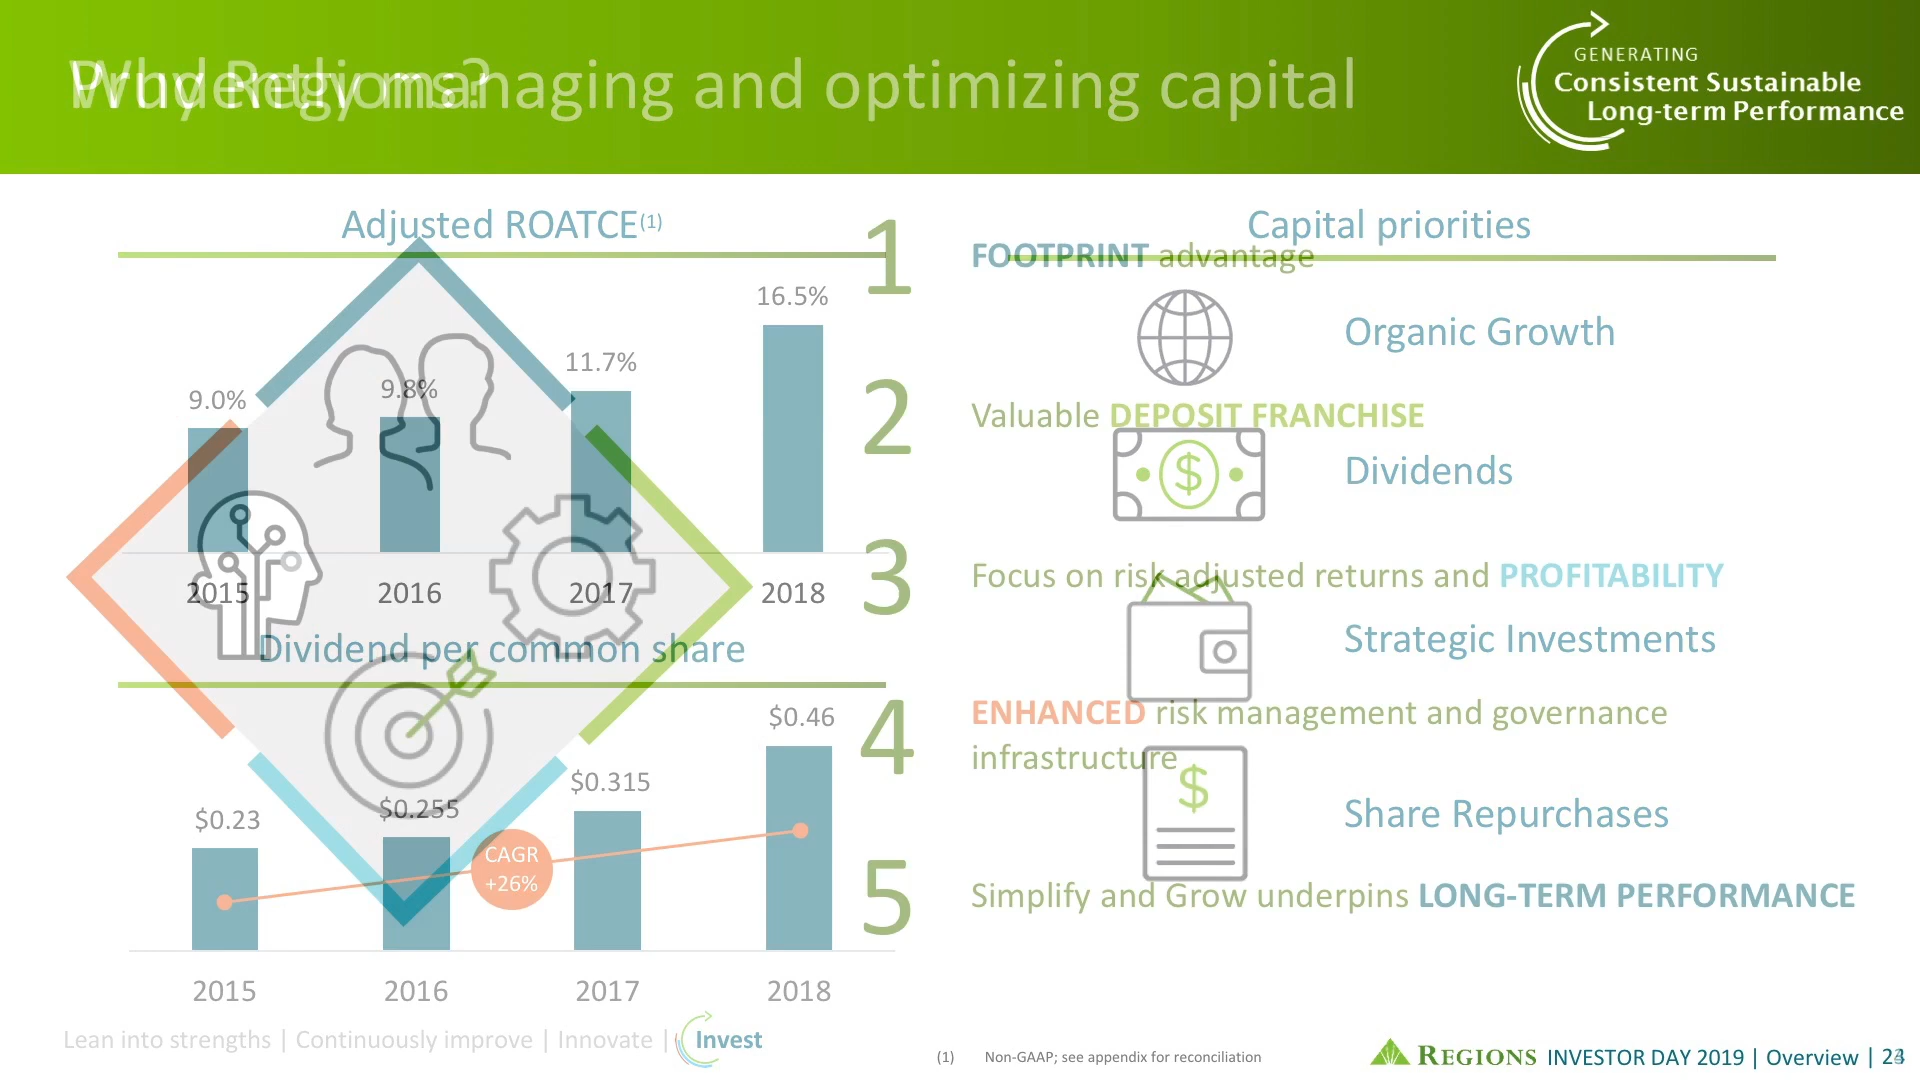 Why Regions?
Prudently managing and optimizing capital
GENERATING
Consistent Sustainable
Long-term Performance
Adjusted ROATCE(1)
9.0%
9.8%
11.7%
16.5%
2015
2016
2017
2018
Dividend per common share
$0.23
$0.255
$0.315
$0.46
CAGR
+26%
2015
2016
2017
2018
Capital priorities
Organic Growth
Dividends
$
Strategic Investments
Share Repurchases
$
1
FOOTPRINT advantage
2
Valuable DEPOSIT FRANCHISE
3
Focus on risk adjusted returns and PROFITABILITY
4
ENHANCED risk management and governance
infrastructure
5
Simplify and Grow underpins LONG-TERM PERFORMANCE
Lean into strengths | Continuously improve | Innovate | Invest
(1) Non-GAAP; see appendix for reconciliation
REGIONS INVESTOR DAY 2019 | Overview |